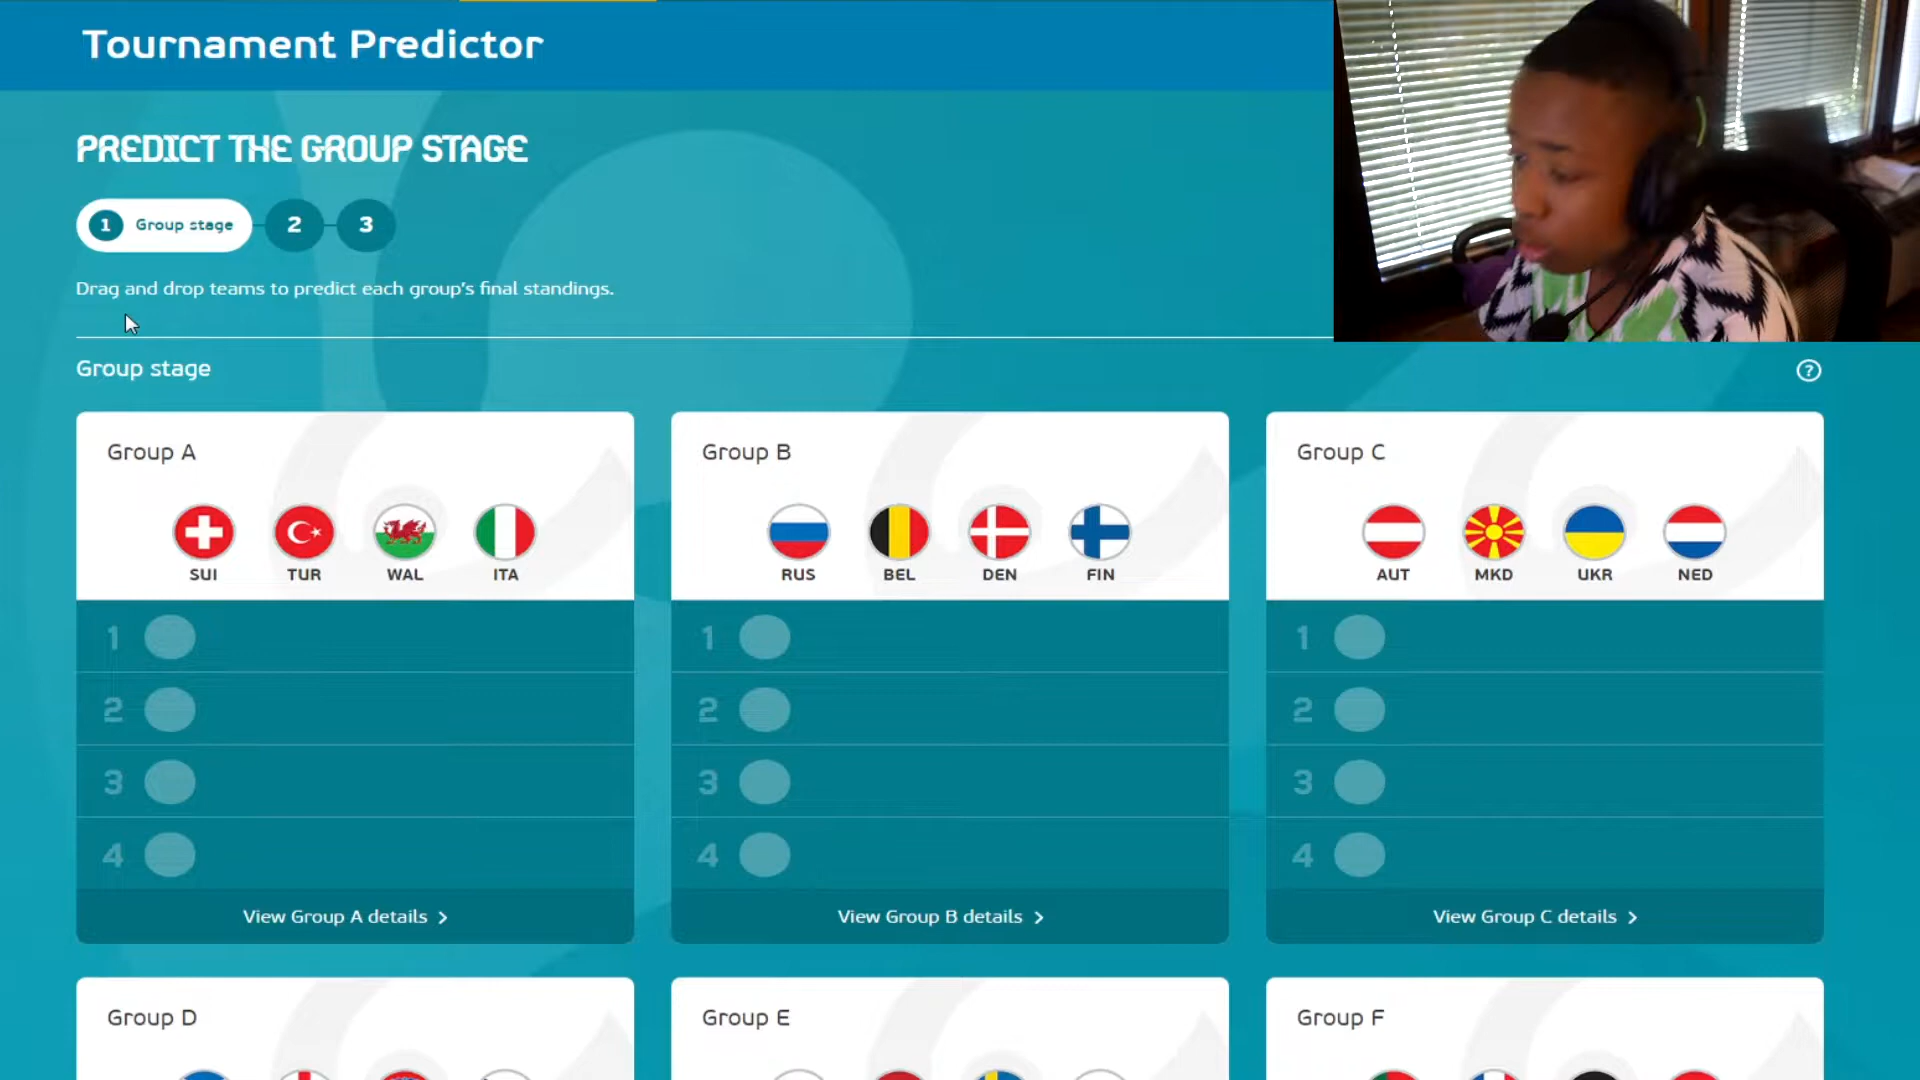 Tournament Predictor
PREDICT THE GROUP STAGE
1 Group stage 2 3
Drag and drop teams to predict each group's final standings.
Group stage
?
Group A
SUI TUR WAL ITA
1
2
3
4
View Group A details >
Group B
RUS BEL DEN FIN
1
2
3
4
View Group B details >
Group C
AUT MKD UKR NED
1
2
3
4
View Group C details >
Group D
Group E
Group F